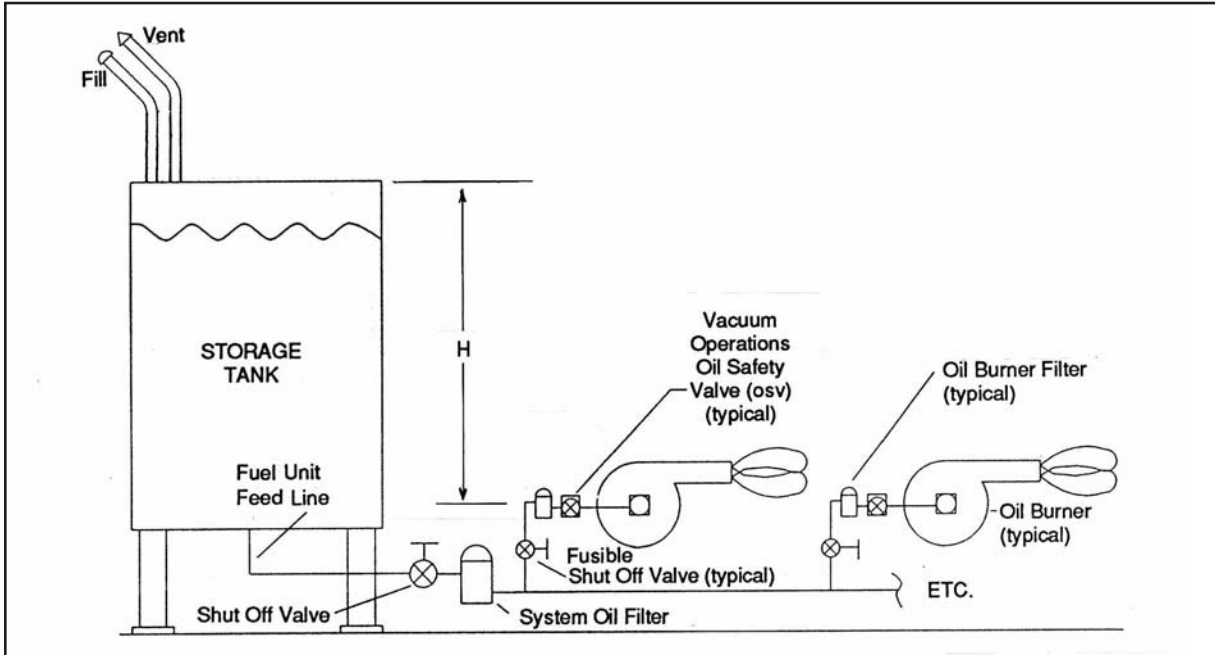 Vent
Fill
STORAGE
TANK
H
Vacuum
Operations
Oil Safety
Valve (osv)
(typical)
Oil Burner Filter
(typical)
Fuel Unit
Feed Line
Oil Burner
(typical)
Fusible
Shut Off Valve (typical)
ETC.
Shut Off Valve
System Oil Filter